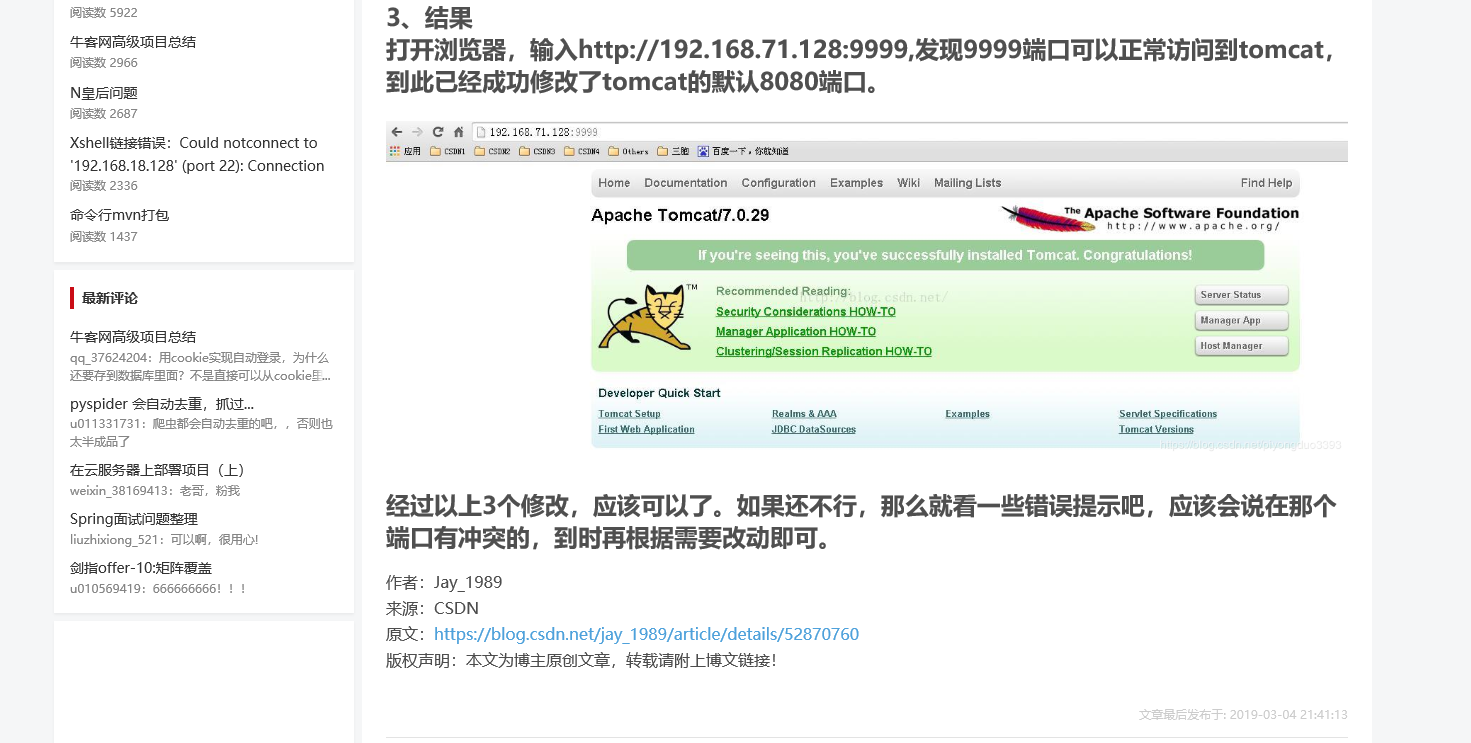 阅读数 5922
牛客网高级项目总结
阅读数 2966
N皇后问题
阅读数 2687
Xshell链接错误：Could notconnect to
'192.168.18.128' (port 22): Connection
阅读数 2336
命令行mvn打包
阅读数 1437
最新评论
牛客网高级项目总结
qq_37624204：用cookie实现自动登录，为什么
还要存到数据库里面？不是直接可以从cookie里...
pyspider 会自动去重，抓过...
u011331731：爬虫都会自动去重的吧，，否则也
太半成品了
在云服务器上部署项目（上）
weixin_38169413：老哥，粉我
Spring面试问题整理
liuzhixiong_521：可以啊，很用心!
剑指offer-10:矩阵覆盖
u010569419：666666666！！！
3、结果
打开浏览器，输入http://192.168.71.128:9999,发现9999端口可以正常访问到tomcat，
到此已经成功修改了tomcat的默认8080端口。
192.168.71.128:9999
应用 CSDN1 CSDN2 CSDN3 CSDN4 Others 三胞 百度一下，你就知道
Home Documentation Configuration Examples Wiki Mailing Lists Find Help
Apache Tomcat/7.0.29
The Apache Software Foundation
http://www.apache.org/
If you're seeing this, you've successfully installed Tomcat. Congratulations!
TM
Recommended Reading:
http://blog.csdn.net/
Security Considerations HOW-TO
Manager Application HOW-TO
Clustering/Session Replication HOW-TO
Server Status
Manager App
Host Manager
Developer Quick Start
Tomcat Setup Realms & AAA Examples Servlet Specifications
First Web Application JDBC DataSources Tomcat Versions
https://blog.csdn.net/piyongduo3393
经过以上3个修改，应该可以了。如果还不行，那么就看一些错误提示吧，应该会说在那个
端口有冲突的，到时再根据需要改动即可。
作者：Jay_1989
来源：CSDN
原文：https://blog.csdn.net/jay_1989/article/details/52870760
版权声明：本文为博主原创文章，转载请附上博文链接！
文章最后发布于: 2019-03-04 21:41:13